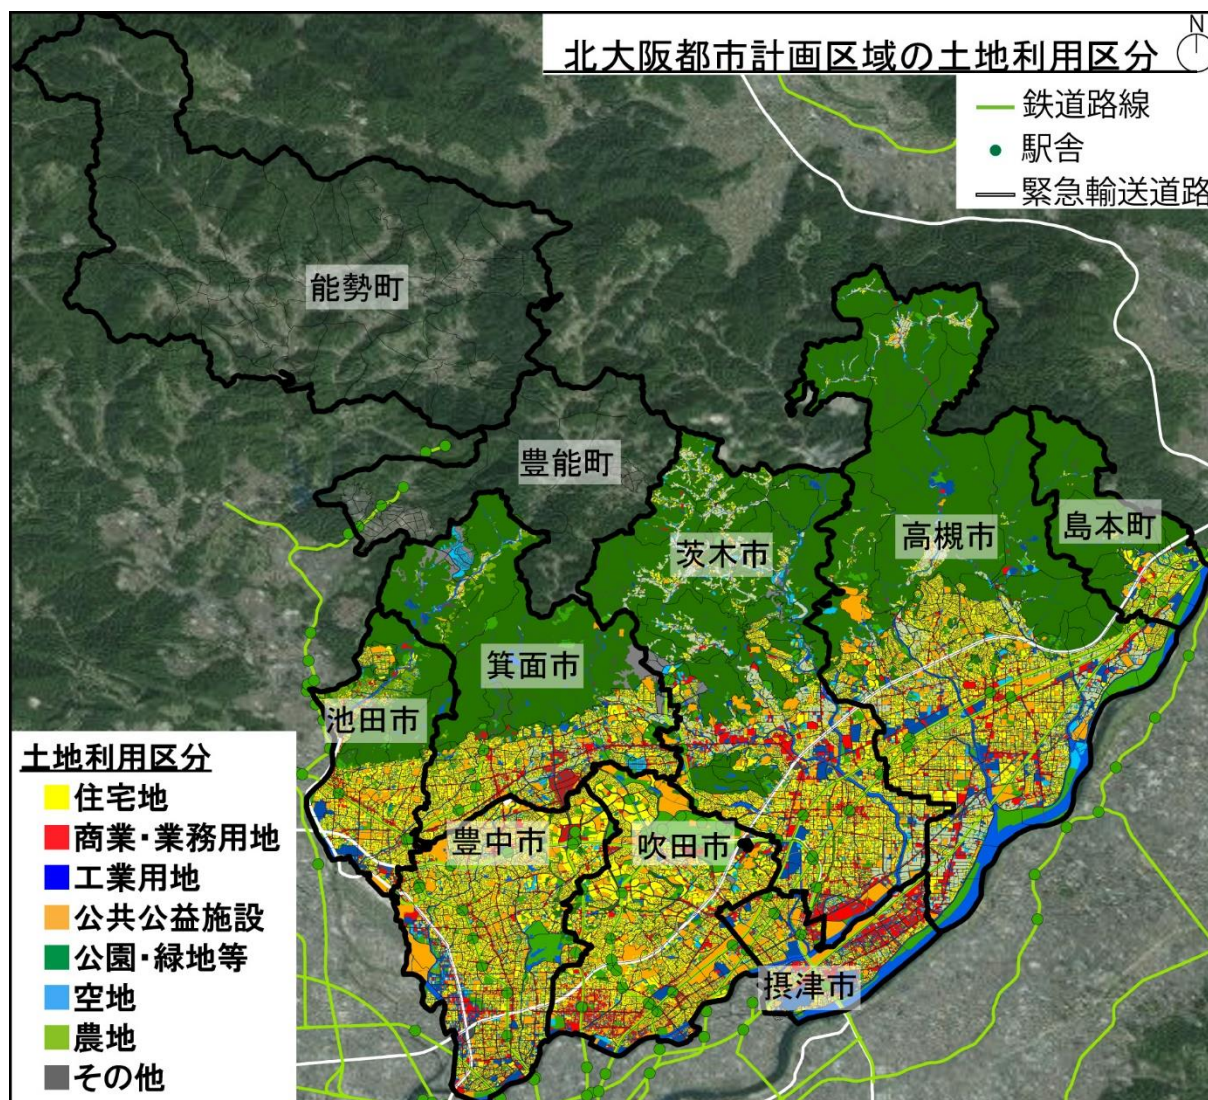 北大阪都市計画区域の土地利用区分
N
鉄道路線
駅舎
緊急輸送道路
能勢町
豊能町
茨木市
高槻市
島本町
箕面市
池田市
豊中市
吹田市
摂津市
土地利用区分
住宅地
商業・業務用地
工業用地
公共公益施設
公園・緑地等
空地
農地
その他